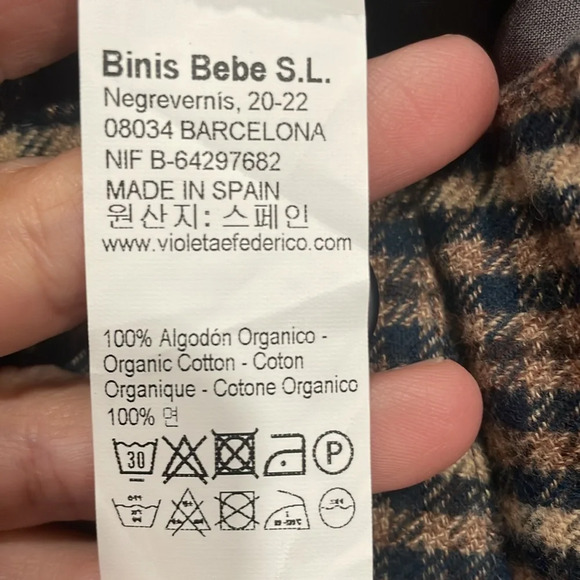 Binis Bebe S.L.
Negrevernís, 20-22
08034 BARCELONA
NIF B-64297682
MADE IN SPAIN
원산지: 스페인
www.violetaefederico.com
100% Algodón Organico -
Organic Cotton - Coton
Organique - Cotone Organico
100% 면
30 P